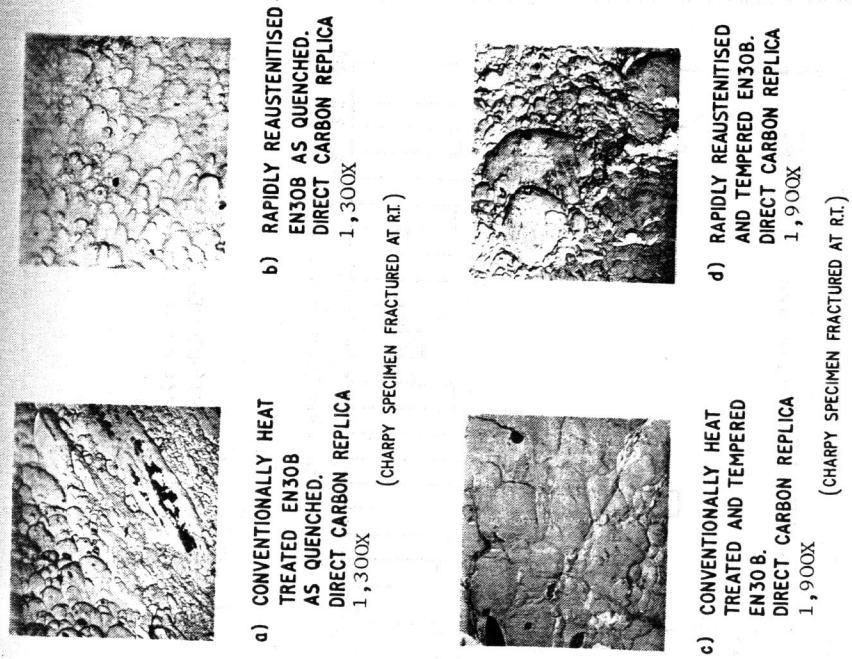 a) CONVENTIONALLY HEAT
TREATED EN30B
AS QUENCHED.
DIRECT CARBON REPLICA
1,300X
b) RAPIDLY REAUSTENITISED
EN30B AS QUENCHED.
DIRECT CARBON REPLICA
1,300X
(CHARPY SPECIMEN FRACTURED AT R.T.)
c) CONVENTIONALLY HEAT
TREATED AND TEMPERED
EN30B.
DIRECT CARBON REPLICA
1,900X
d) RAPIDLY REAUSTENITISED
AND TEMPERED EN30B.
DIRECT CARBON REPLICA
1,900X
(CHARPY SPECIMEN FRACTURED AT R.T.)